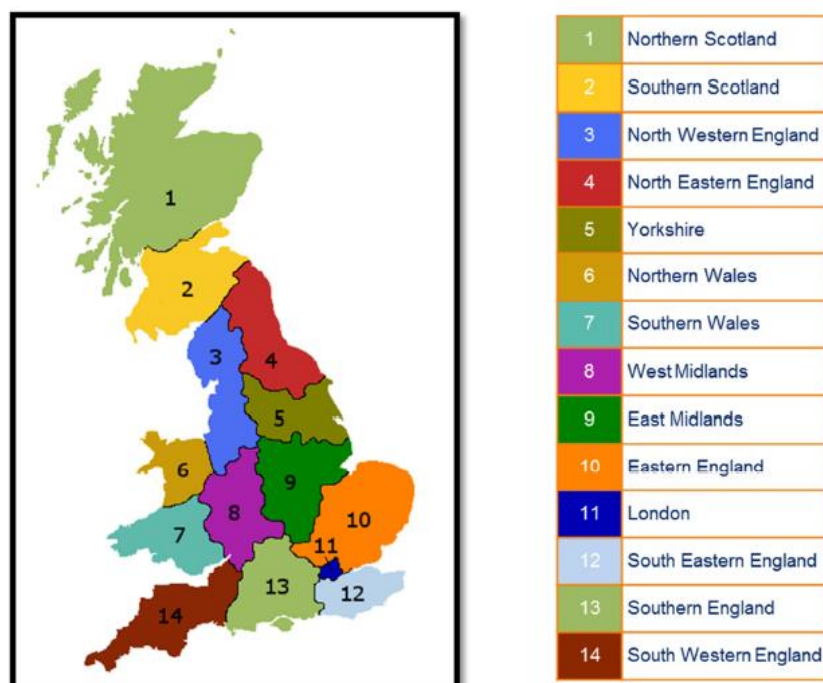 1
2
3
4
5
6
7
8
9
10
11
12
13
14
1 Northern Scotland
2 Southern Scotland
3 North Western England
4 North Eastern England
5 Yorkshire
6 Northern Wales
7 Southern Wales
8 West Midlands
9 East Midlands
10 Eastern England
11 London
12 South Eastern England
13 Southern England
14 South Western England